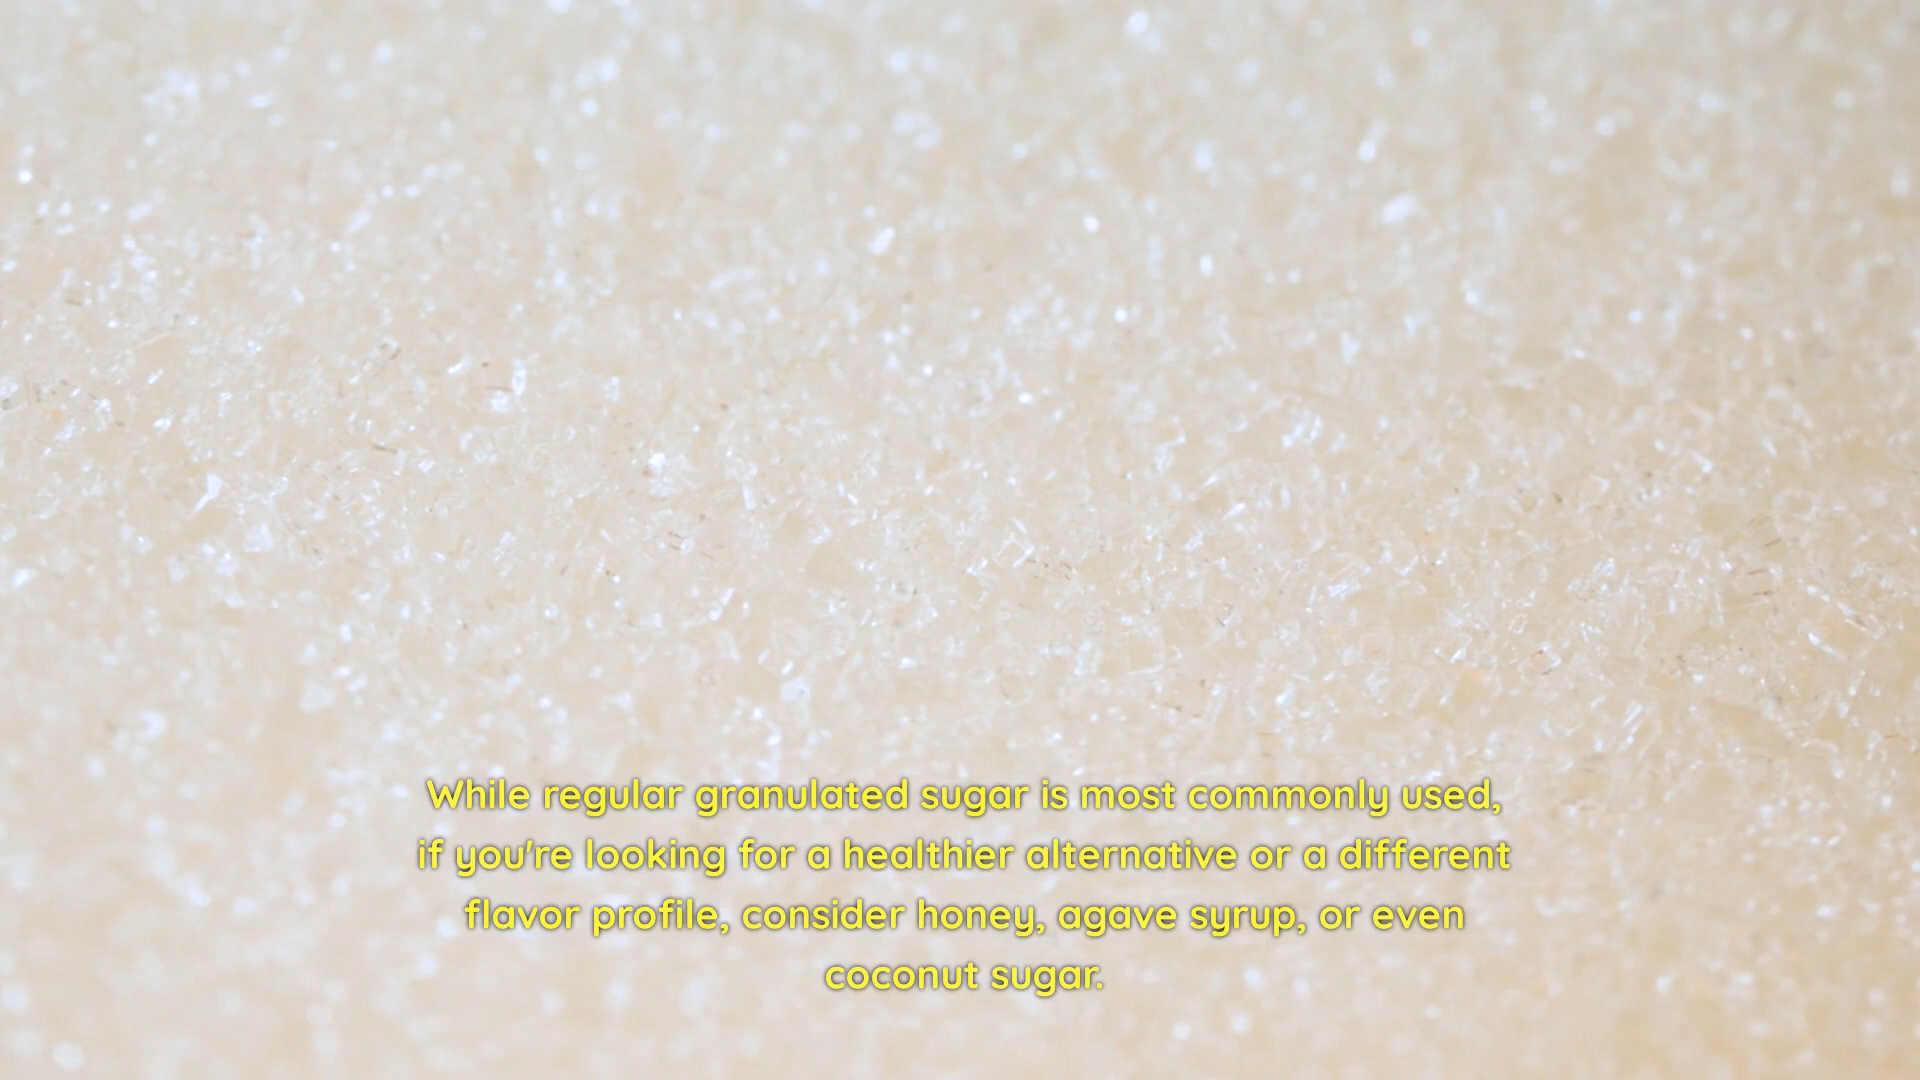 While regular granulated sugar is most commonly used,
if you're looking for a healthier alternative or a different
flavor profile, consider honey, agave syrup, or even
coconut sugar.